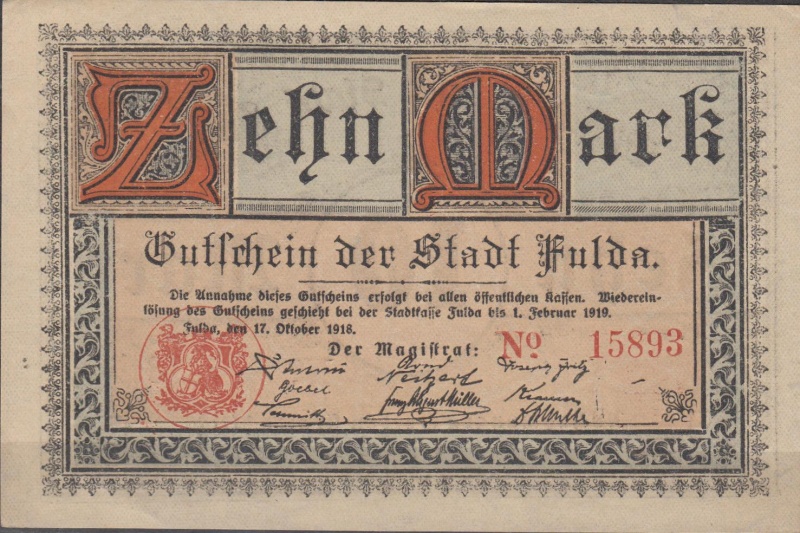 Zehn Mark
Gutschein der Stadt Fulda.
Die Annahme dieses Gutscheins erfolgt bei allen öffentlichen Kassen. Wiederein-
lösung des Gutscheins geschieht bei der Stadtkasse Fulda bis 1. Februar 1919.
Fulda, den 17. Oktober 1918.
Der Magistrat: No 15893
Goebel